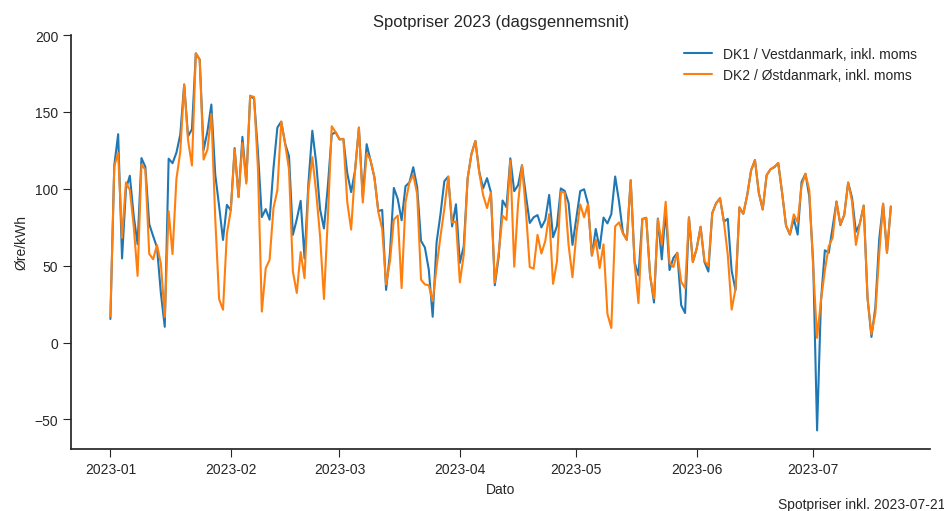 Spotpriser 2023 (dagsgennemsnit)
DK1 / Vestdanmark, inkl. moms
DK2 / Østdanmark, inkl. moms
200
150
100
50
0
−50
Øre/kWh
2023-01 2023-02 2023-03 2023-04 2023-05 2023-06 2023-07
Dato
Spotpriser inkl. 2023-07-21